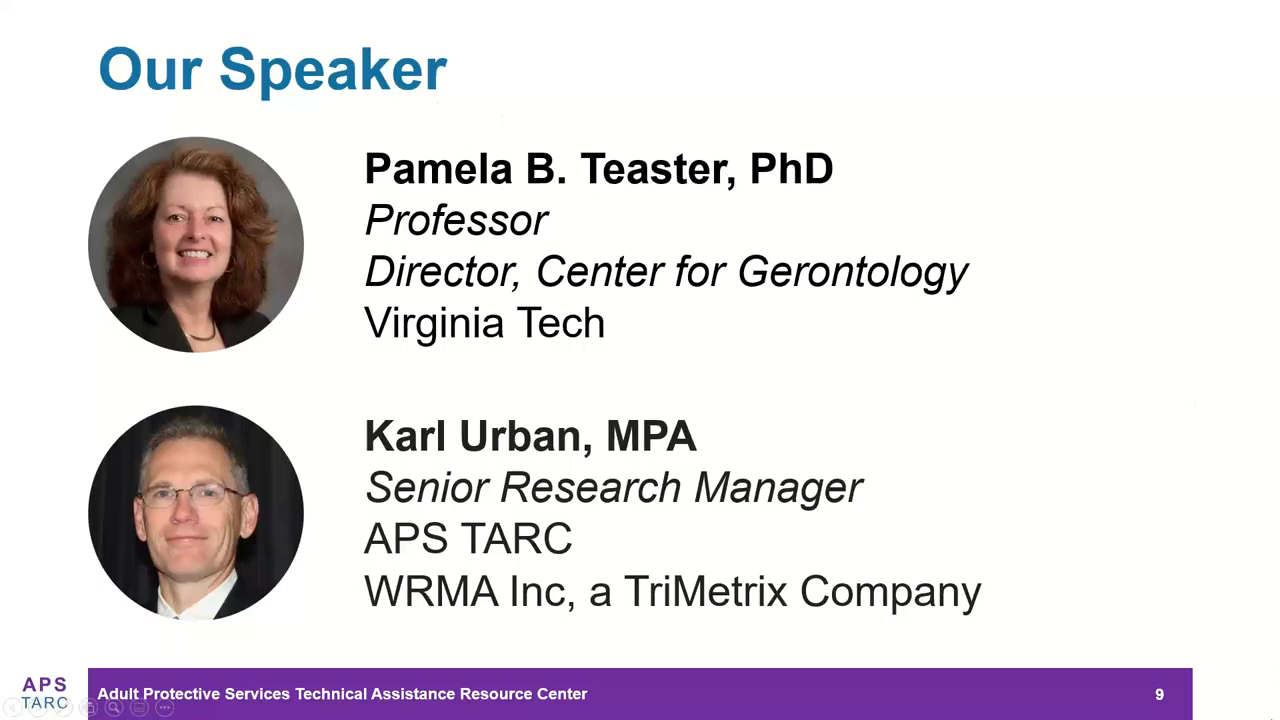 Our Speaker
Pamela B. Teaster, PhD
Professor
Director, Center for Gerontology
Virginia Tech
Karl Urban, MPA
Senior Research Manager
APS TARC
WRMA Inc, a TriMetrix Company
APS
TARC
Adult Protective Services Technical Assistance Resource Center
9